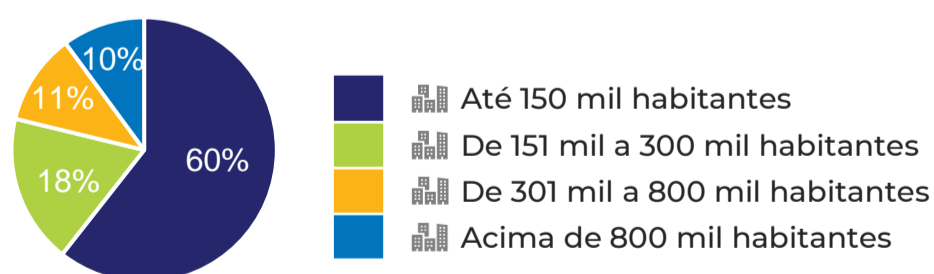 10%
11%
18%
60%
Até 150 mil habitantes
De 151 mil a 300 mil habitantes
De 301 mil a 800 mil habitantes
Acima de 800 mil habitantes